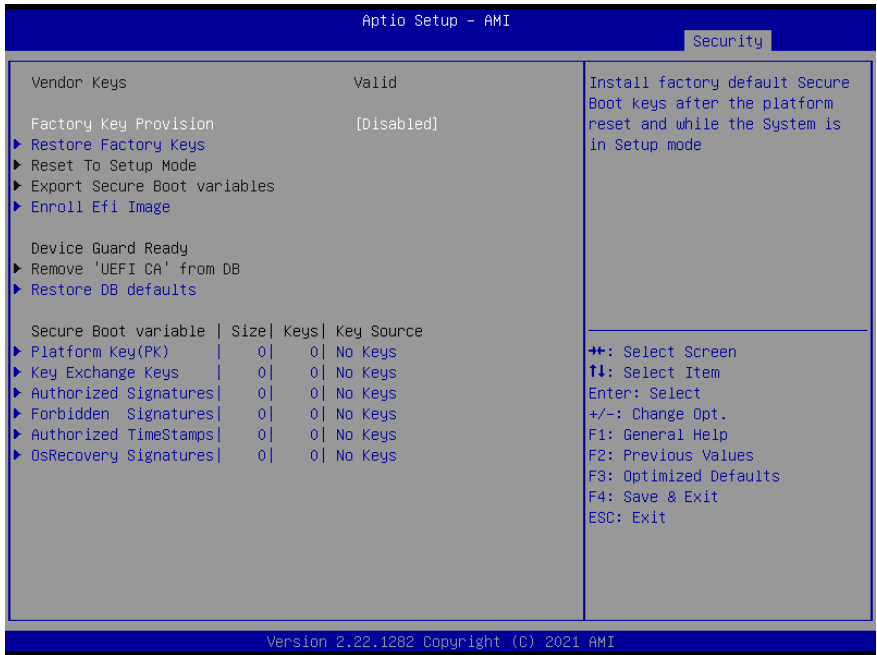 Aptio Setup – AMI
Security
Vendor Keys Valid
Factory Key Provision [Disabled]
Restore Factory Keys
Reset To Setup Mode
Export Secure Boot variables
Enroll Efi Image
Device Guard Ready
Remove 'UEFI CA' from DB
Restore DB defaults
Secure Boot variable | Size| Keys| Key Source
Platform Key(PK) | 0| 0| No Keys
Key Exchange Keys | 0| 0| No Keys
Authorized Signatures| 0| 0| No Keys
Forbidden Signatures| 0| 0| No Keys
Authorized TimeStamps| 0| 0| No Keys
OsRecovery Signatures| 0| 0| No Keys
Install factory default Secure
Boot keys after the platform
reset and while the System is
in Setup mode
→←: Select Screen
↑↓: Select Item
Enter: Select
+/-: Change Opt.
F1: General Help
F2: Previous Values
F3: Optimized Defaults
F4: Save & Exit
ESC: Exit
Version 2.22.1282 Copyright (C) 2021 AMI